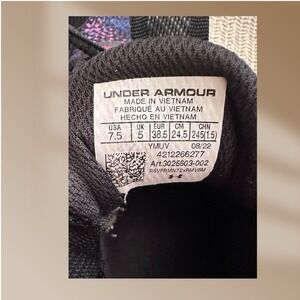 UNDER ARMOUR
MADE IN VIETNAM
FABRIQUÉ AU VIETNAM
HECHO EN VIETNAM
USA UK EUR CM CHN
7.5 5 38.5 24.5 245(1.5)
YMUV 08/22
4212266277
Art.3025603-002